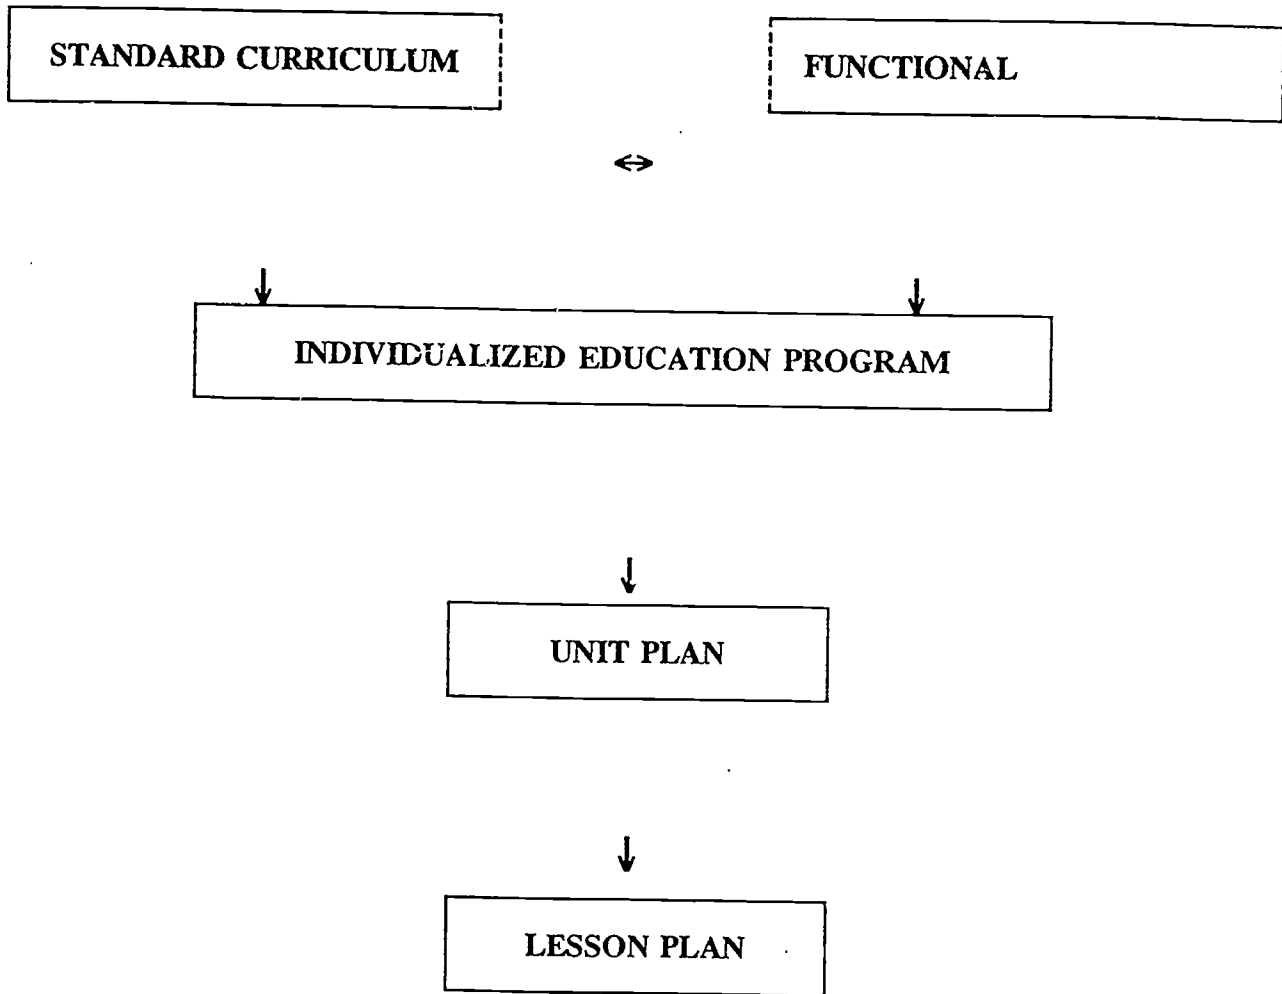 STANDARD CURRICULUM
FUNCTIONAL
INDIVIDUALIZED EDUCATION PROGRAM
UNIT PLAN
LESSON PLAN